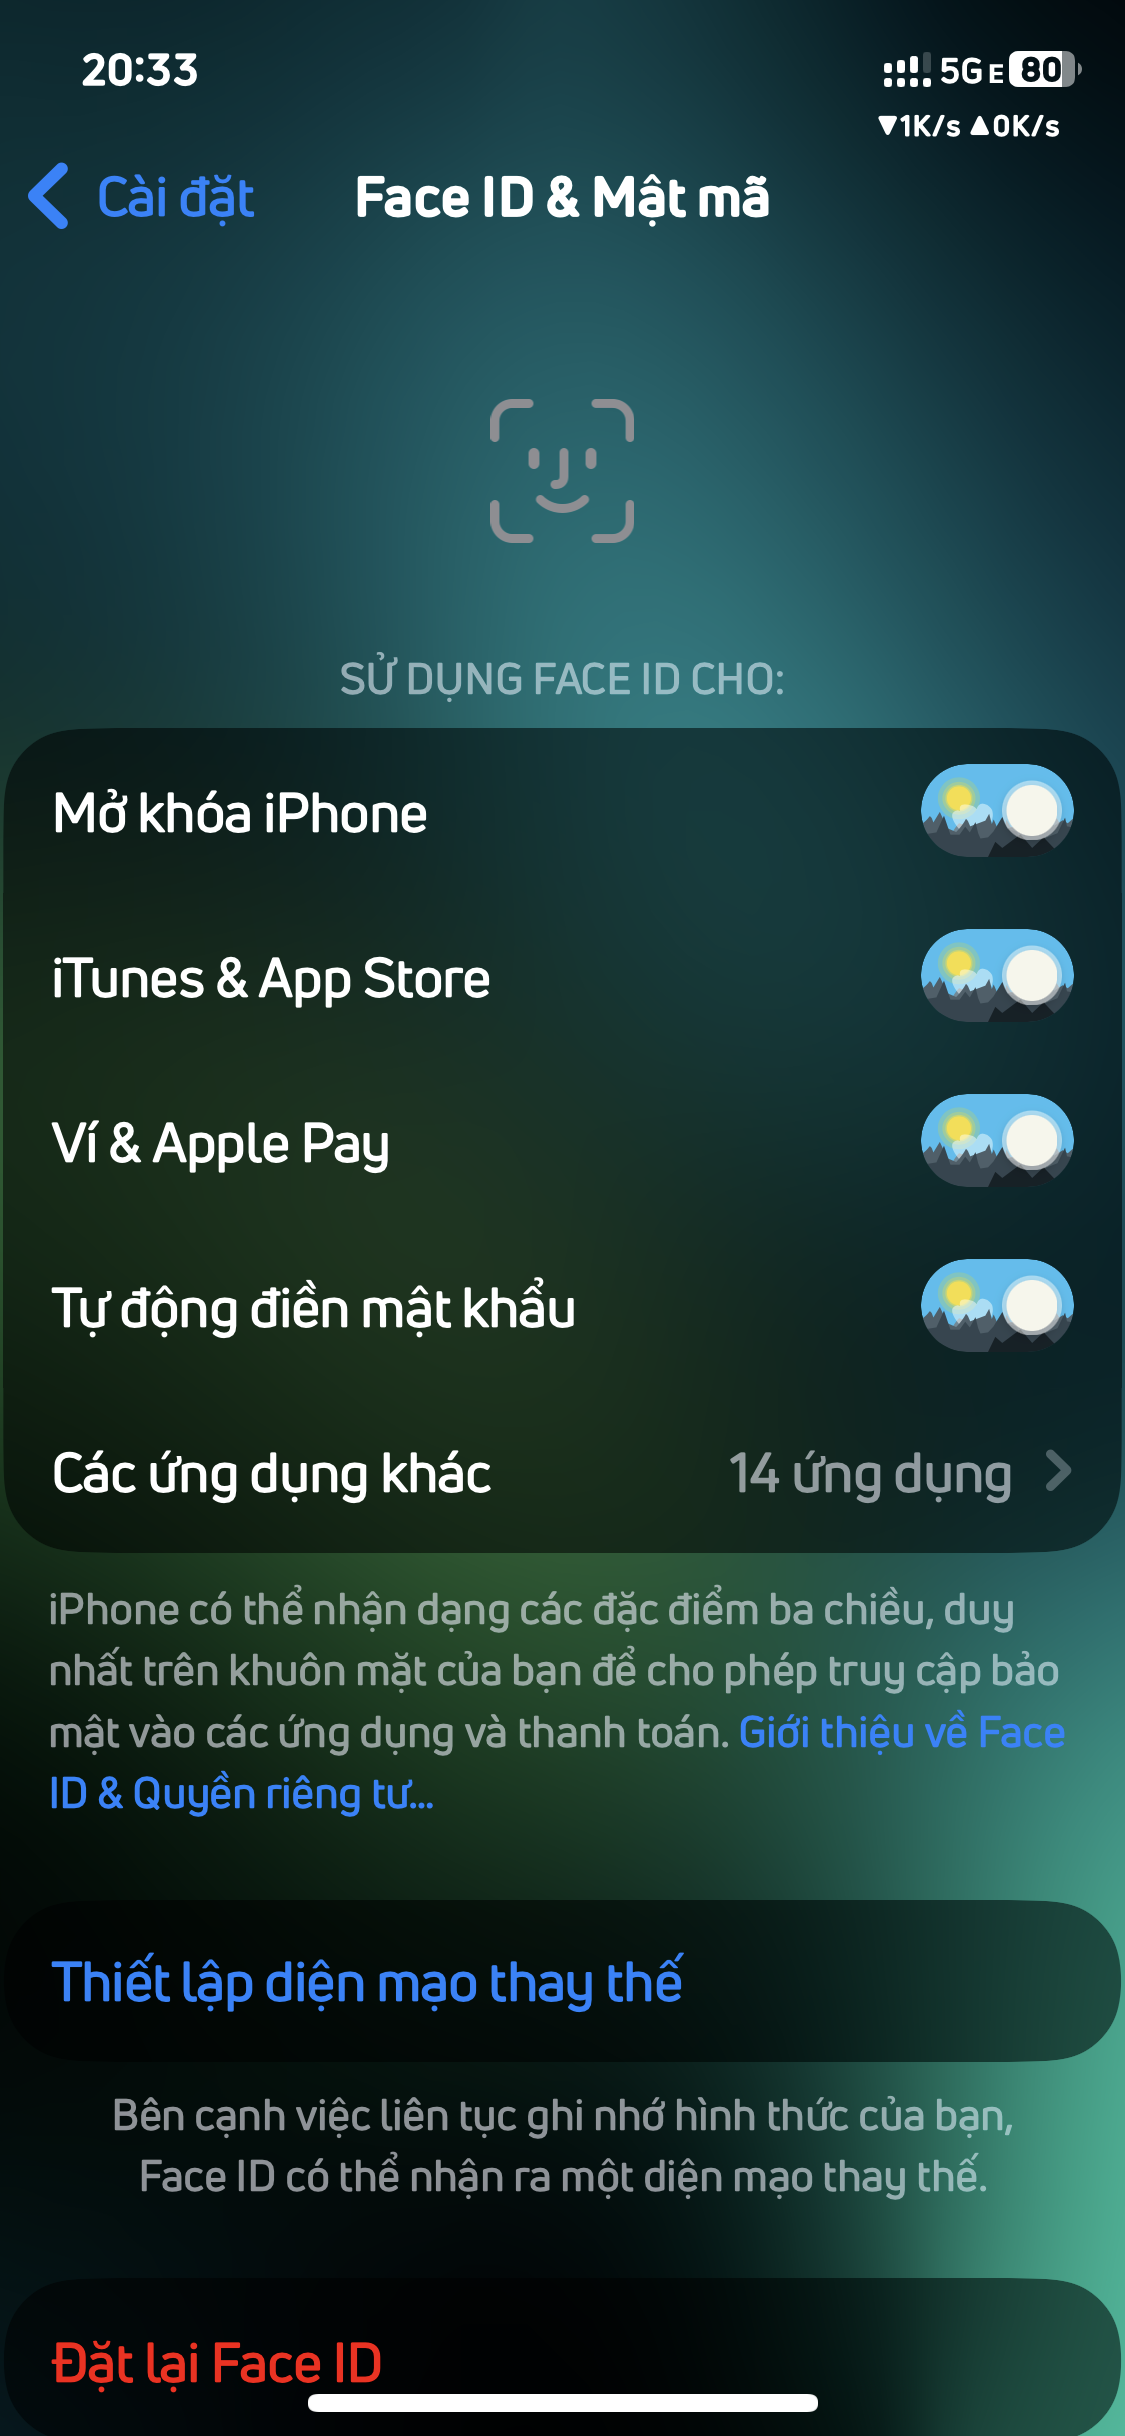 20:33
5G E 80
▼1K/s ▲0K/s
Cài đặt
Face ID & Mật mã
SỬ DỤNG FACE ID CHO:
Mở khóa iPhone
iTunes & App Store
Ví & Apple Pay
Tự động điền mật khẩu
Các ứng dụng khác 14 ứng dụng
iPhone có thể nhận dạng các đặc điểm ba chiều, duy
nhất trên khuôn mặt của bạn để cho phép truy cập bảo
mật vào các ứng dụng và thanh toán. Giới thiệu về Face
ID & Quyền riêng tư...
Thiết lập diện mạo thay thế
Bên cạnh việc liên tục ghi nhớ hình thức của bạn,
Face ID có thể nhận ra một diện mạo thay thế.
Đặt lại Face ID